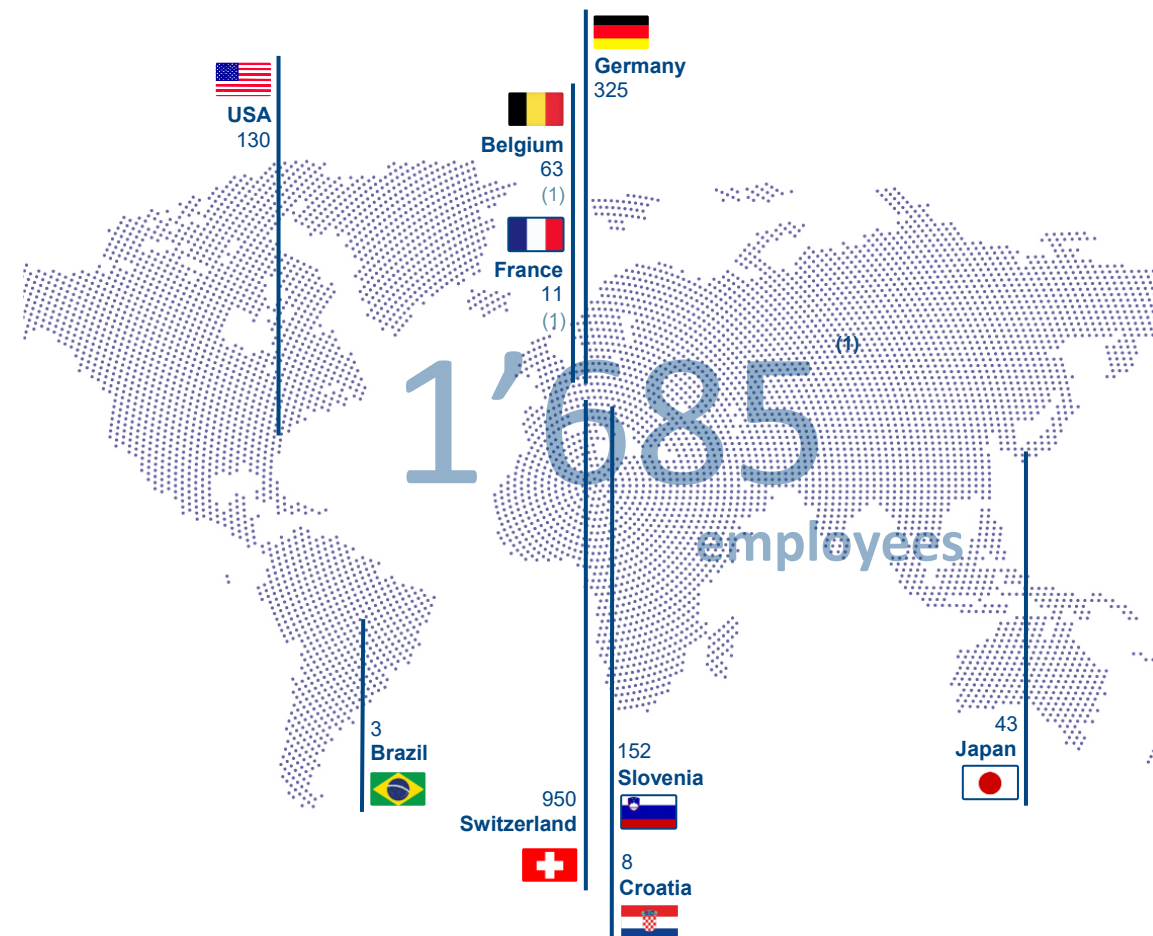 Germany
325
USA
130
Belgium
63
(1)
France
11
(1)
(1)
1’685
employees
3
Brazil
43
Japan
152
Slovenia
950
Switzerland
8
Croatia